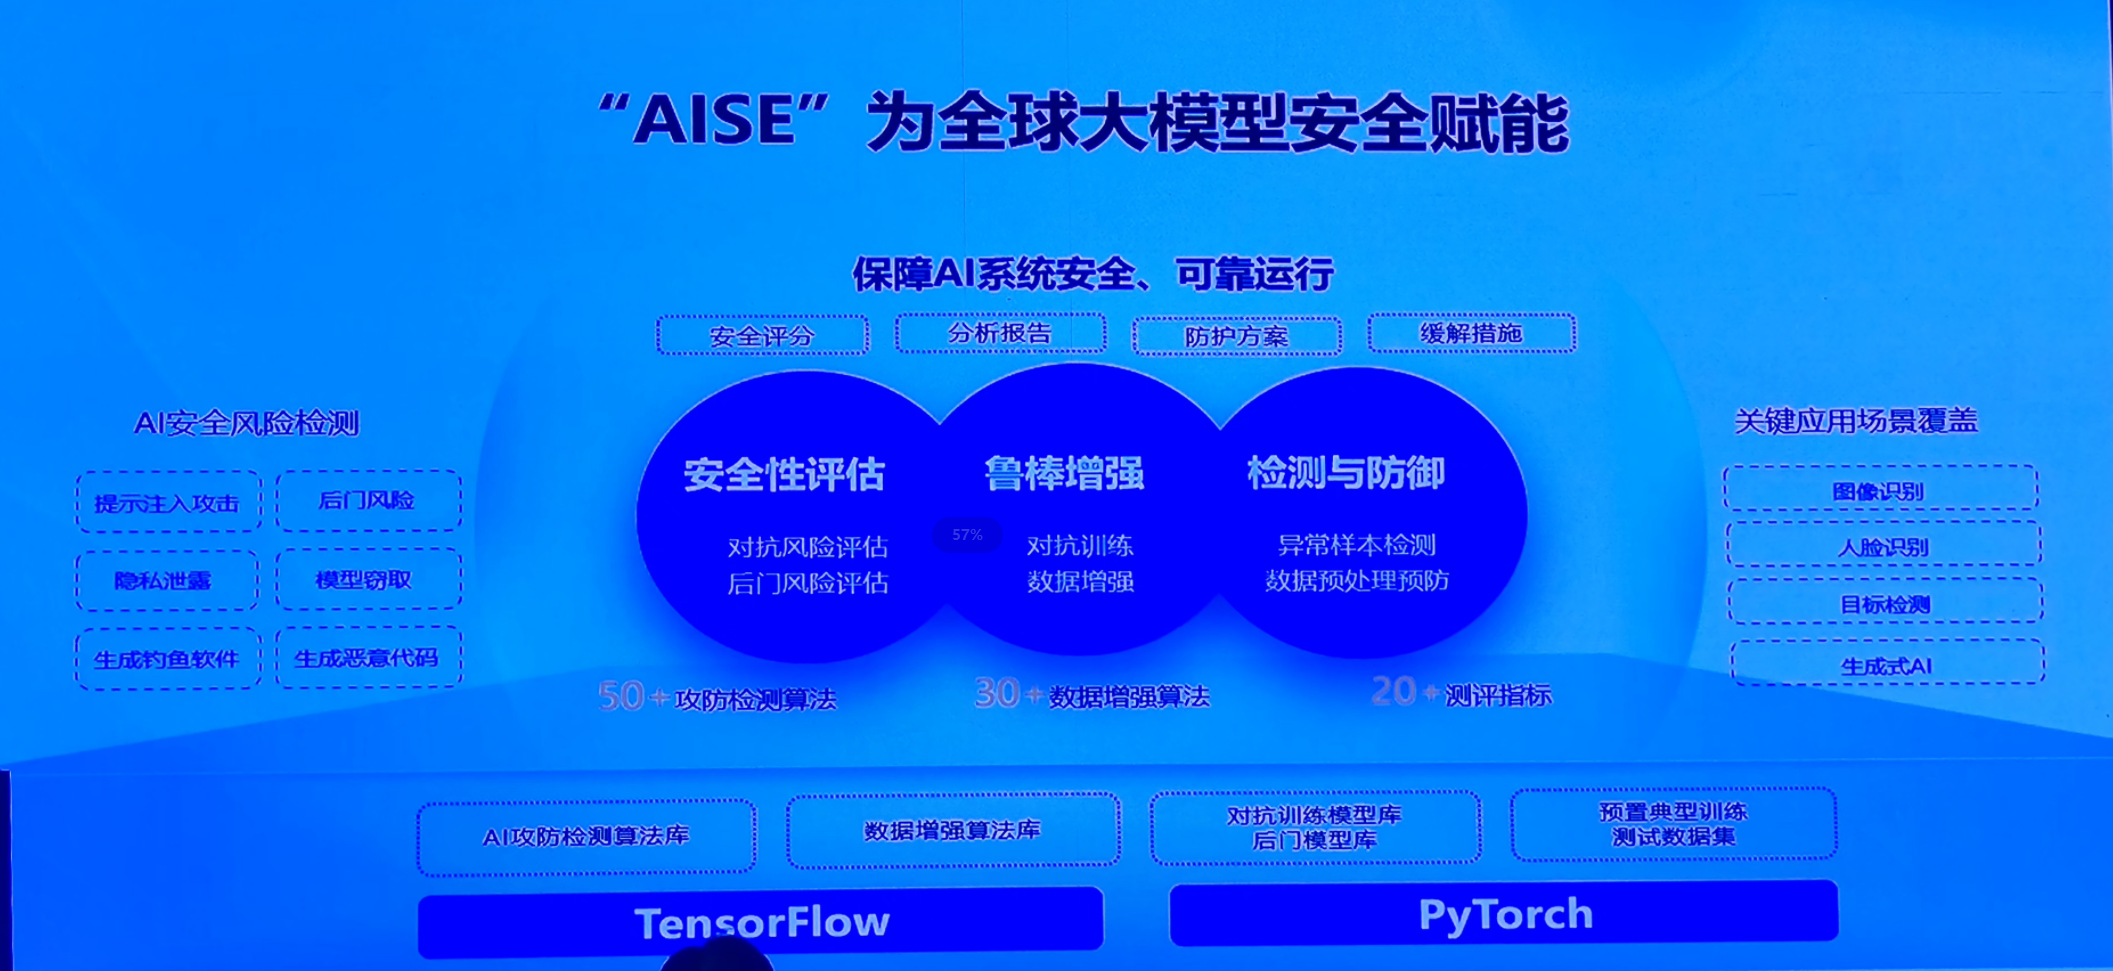 “AISE”为全球大模型安全赋能
保障AI系统安全、可靠运行
安全评分
分析报告
防护方案
缓解措施
AI安全风险检测
提示注入攻击
后门风险
隐私泄露
模型窃取
生成钓鱼软件
生成恶意代码
安全性评估
对抗风险评估
后门风险评估
鲁棒增强
对抗训练
数据增强
检测与防御
异常样本检测
数据预处理预防
57%
关键应用场景覆盖
图像识别
人脸识别
目标检测
生成式AI
50+攻防检测算法
30+数据增强算法
20+测评指标
AI攻防检测算法库
数据增强算法库
对抗训练模型库
后门模型库
预置典型训练
测试数据集
TensorFlow
PyTorch